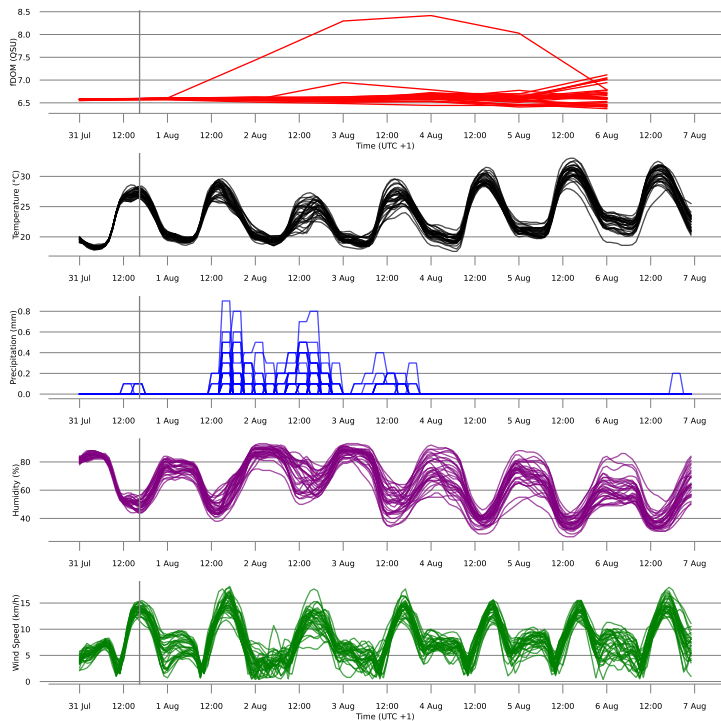 fDOM (QSU)
8.5
8.0
7.5
7.0
6.5
31 Jul 12:00 1 Aug 12:00 2 Aug 12:00 3 Aug 12:00 4 Aug 12:00 5 Aug 12:00 6 Aug 12:00 7 Aug
Time (UTC +1)
Temperature (°C)
30
25
20
31 Jul 12:00 1 Aug 12:00 2 Aug 12:00 3 Aug 12:00 4 Aug 12:00 5 Aug 12:00 6 Aug 12:00 7 Aug
Precipitation (mm)
0.8
0.6
0.4
0.2
0.0
31 Jul 12:00 1 Aug 12:00 2 Aug 12:00 3 Aug 12:00 4 Aug 12:00 5 Aug 12:00 6 Aug 12:00 7 Aug
Humidity (%)
80
60
40
31 Jul 12:00 1 Aug 12:00 2 Aug 12:00 3 Aug 12:00 4 Aug 12:00 5 Aug 12:00 6 Aug 12:00 7 Aug
Wind Speed (km/h)
15
10
5
0
31 Jul 12:00 1 Aug 12:00 2 Aug 12:00 3 Aug 12:00 4 Aug 12:00 5 Aug 12:00 6 Aug 12:00 7 Aug
Time (UTC +1)